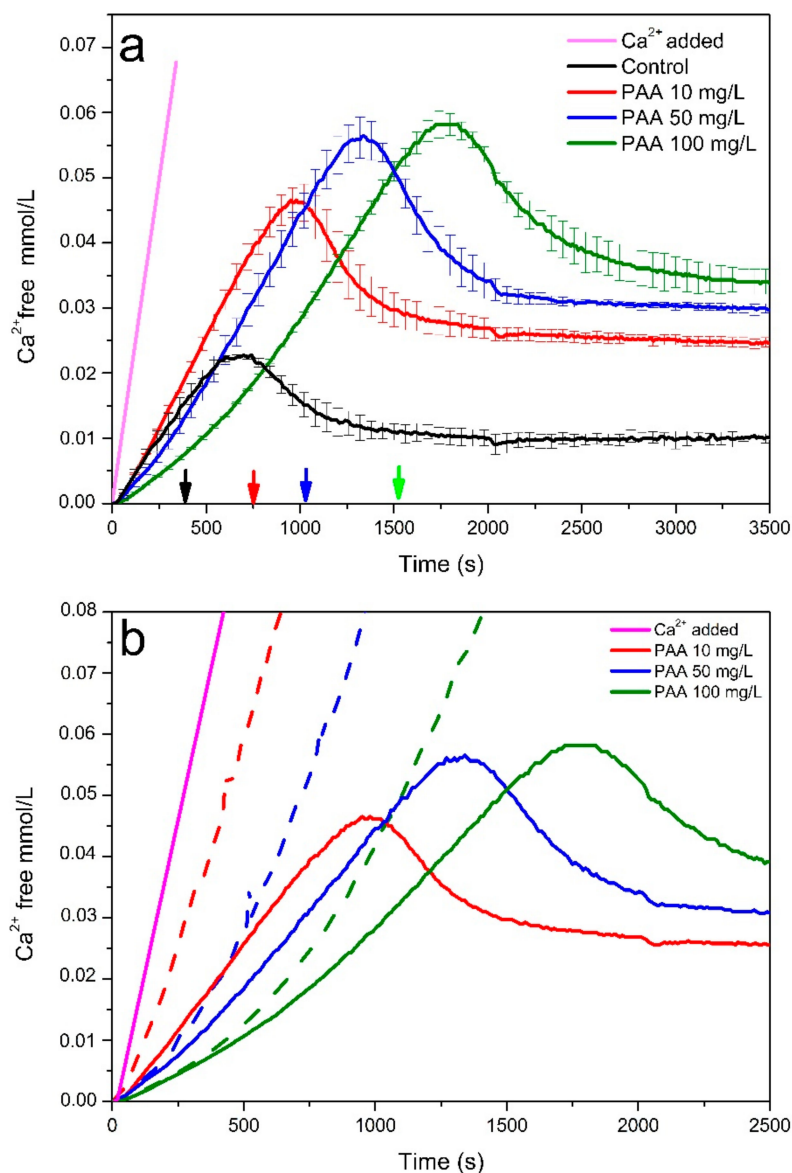 a
Ca²⁺ added
Control
PAA 10 mg/L
PAA 50 mg/L
PAA 100 mg/L
Ca²⁺free mmol/L
0.07
0.06
0.05
0.04
0.03
0.02
0.01
0.00
0 500 1000 1500 2000 2500 3000 3500
Time (s)
b
Ca²⁺ added
PAA 10 mg/L
PAA 50 mg/L
PAA 100 mg/L
Ca²⁺ free mmol/L
0.08
0.07
0.06
0.05
0.04
0.03
0.02
0.01
0.00
0 500 1000 1500 2000 2500
Time (s)